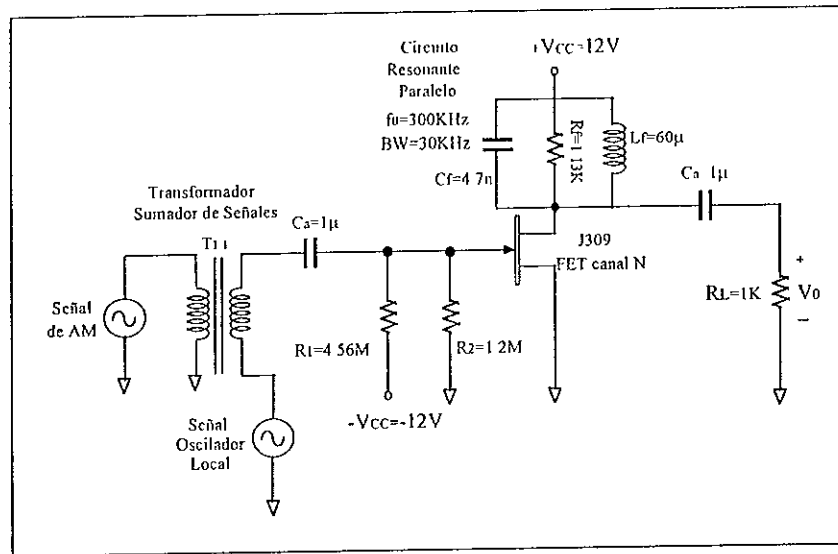 Circuito
Resonante
Paralelo
f0=300KHz
BW=30KHz
Cf=4 7n
+VCC=12V
Rf=1 13K
Lf=60µ
Ca 1µ
Transformador
Sumador de Señales
T1 1
Ca=1µ
J309
FET canal N
Señal
de AM
R1=4 56M
R2=1 2M
RL=1K
+
V0
–
-VCC=-12V
Señal
Oscilador
Local